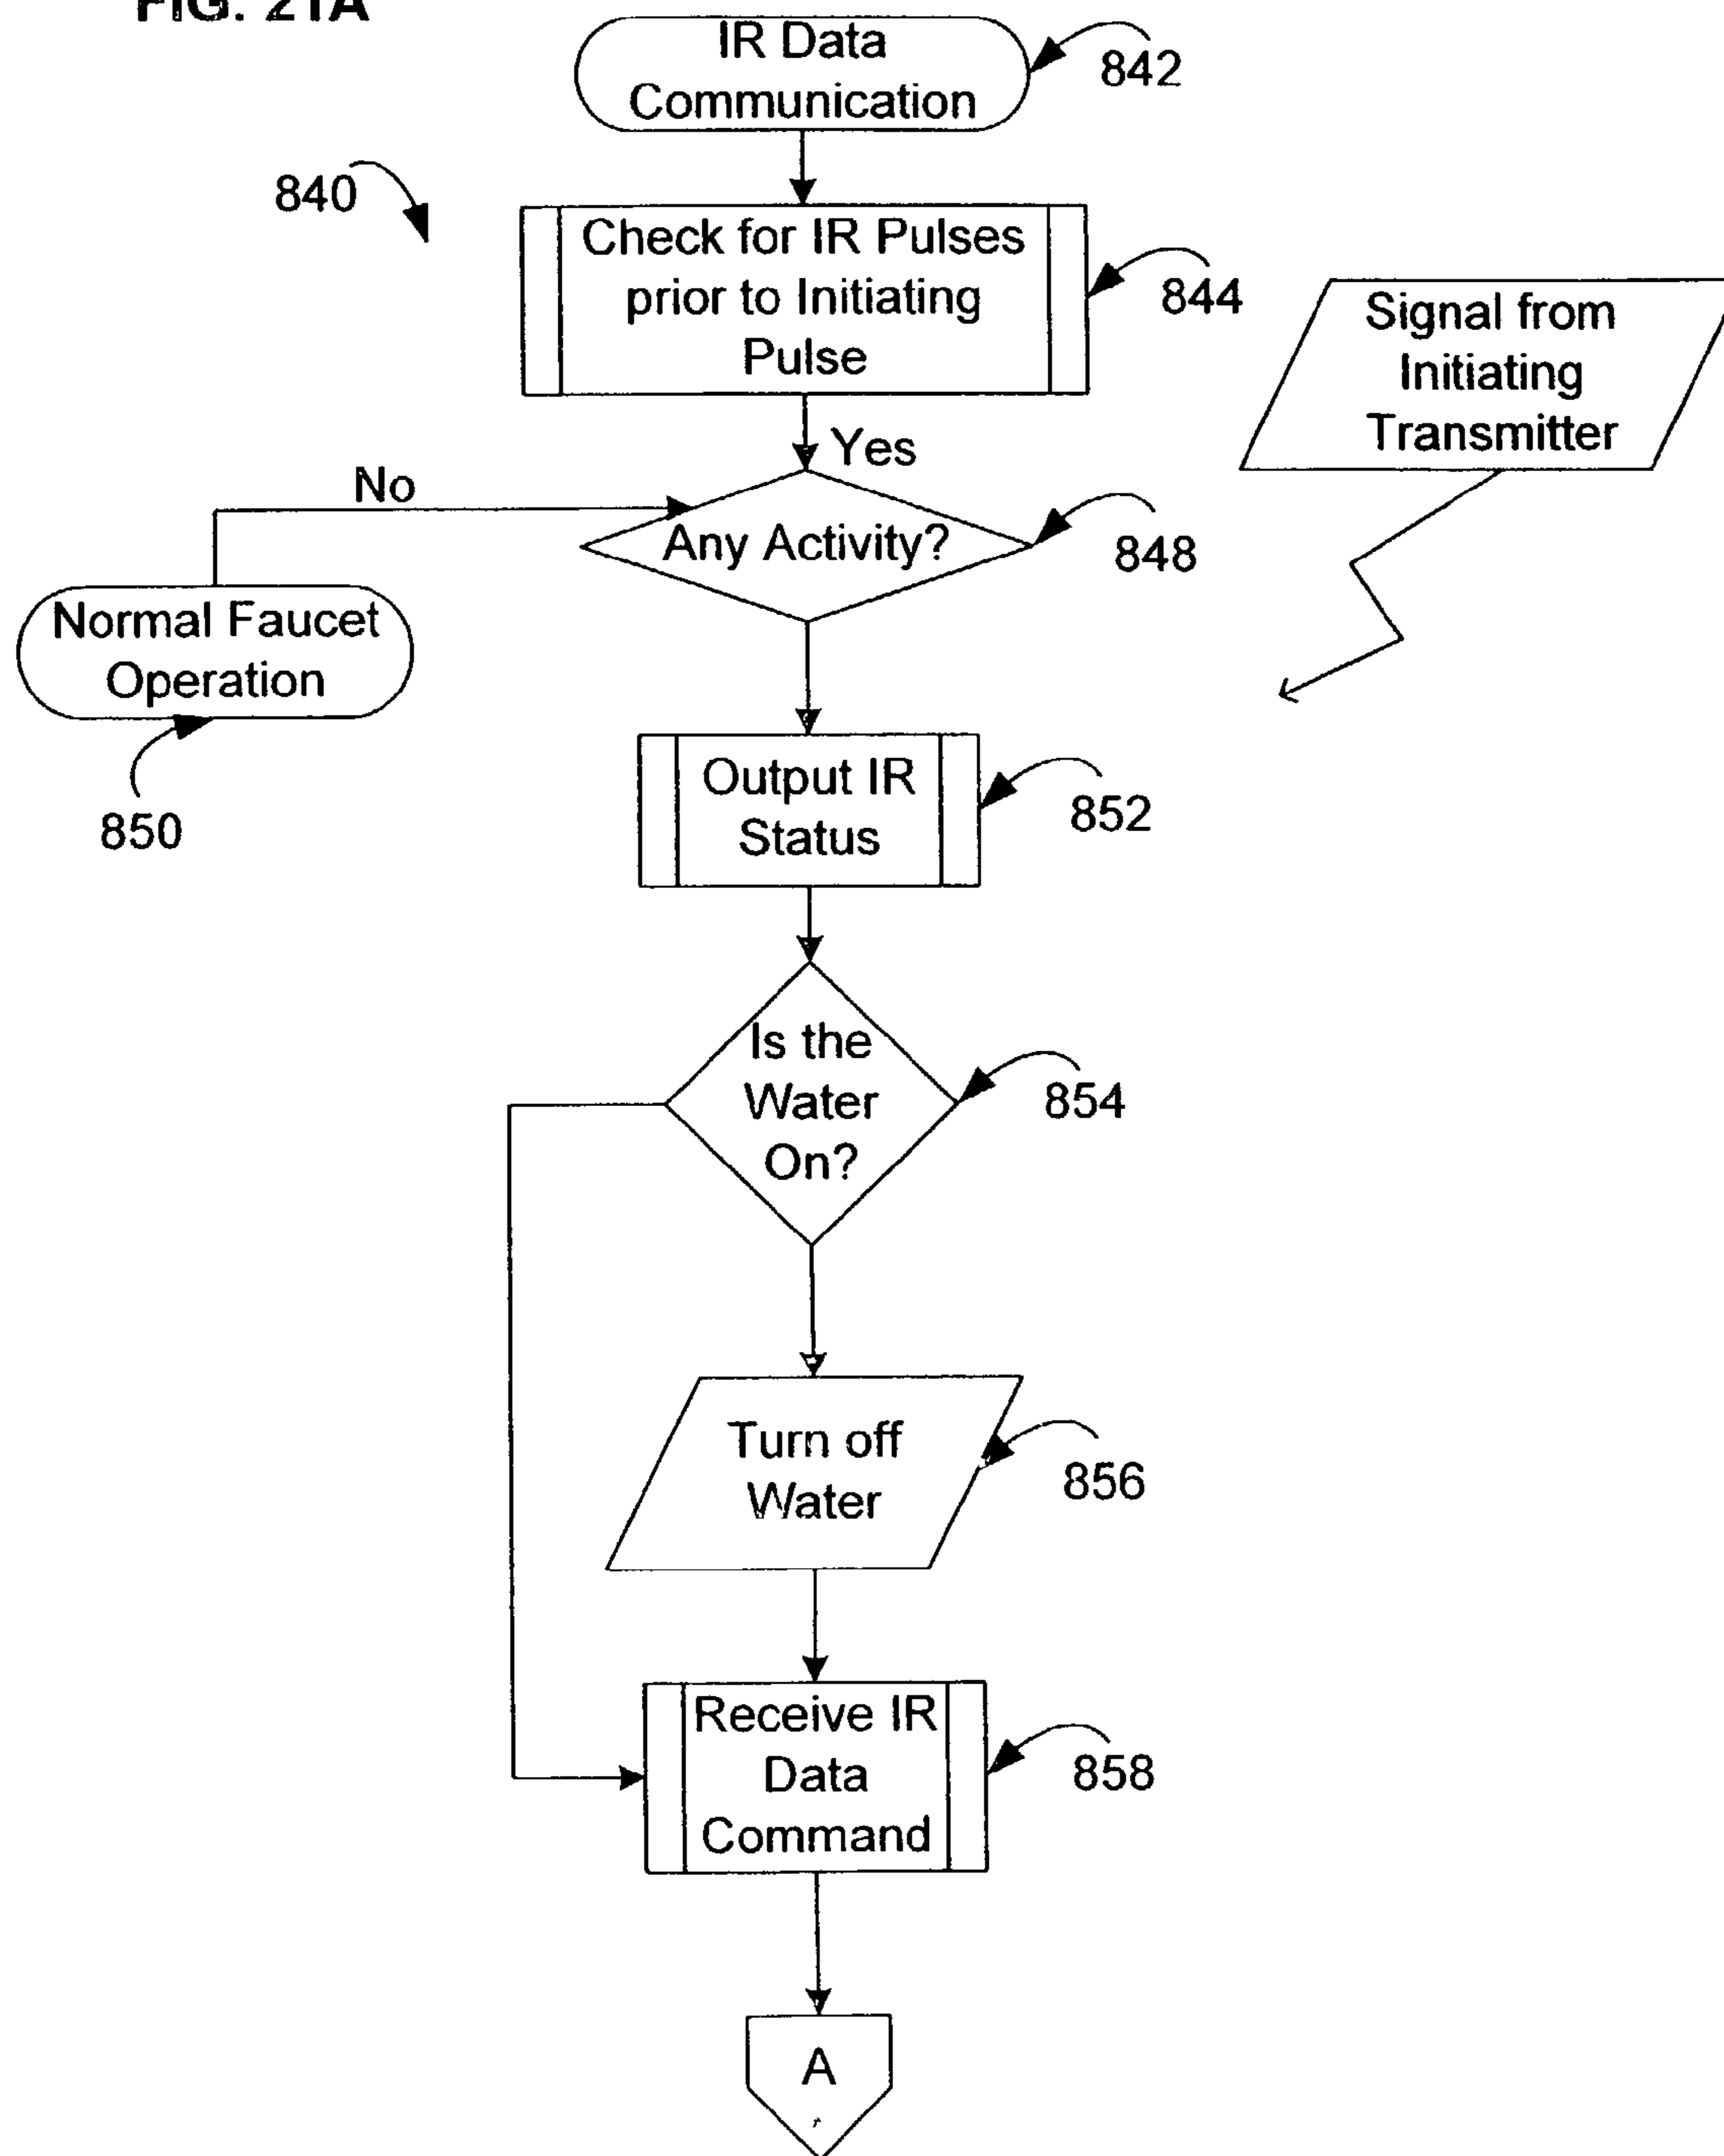 FIG. 21A
IR Data
Communication
842
840
Check for IR Pulses
prior to Initiating
Pulse
844
Signal from
Initiating
Transmitter
Yes
No
Any Activity?
848
Normal Faucet
Operation
850
Output IR
Status
852
Is the
Water
On?
854
Turn off
Water
856
Receive IR
Data
Command
858
A